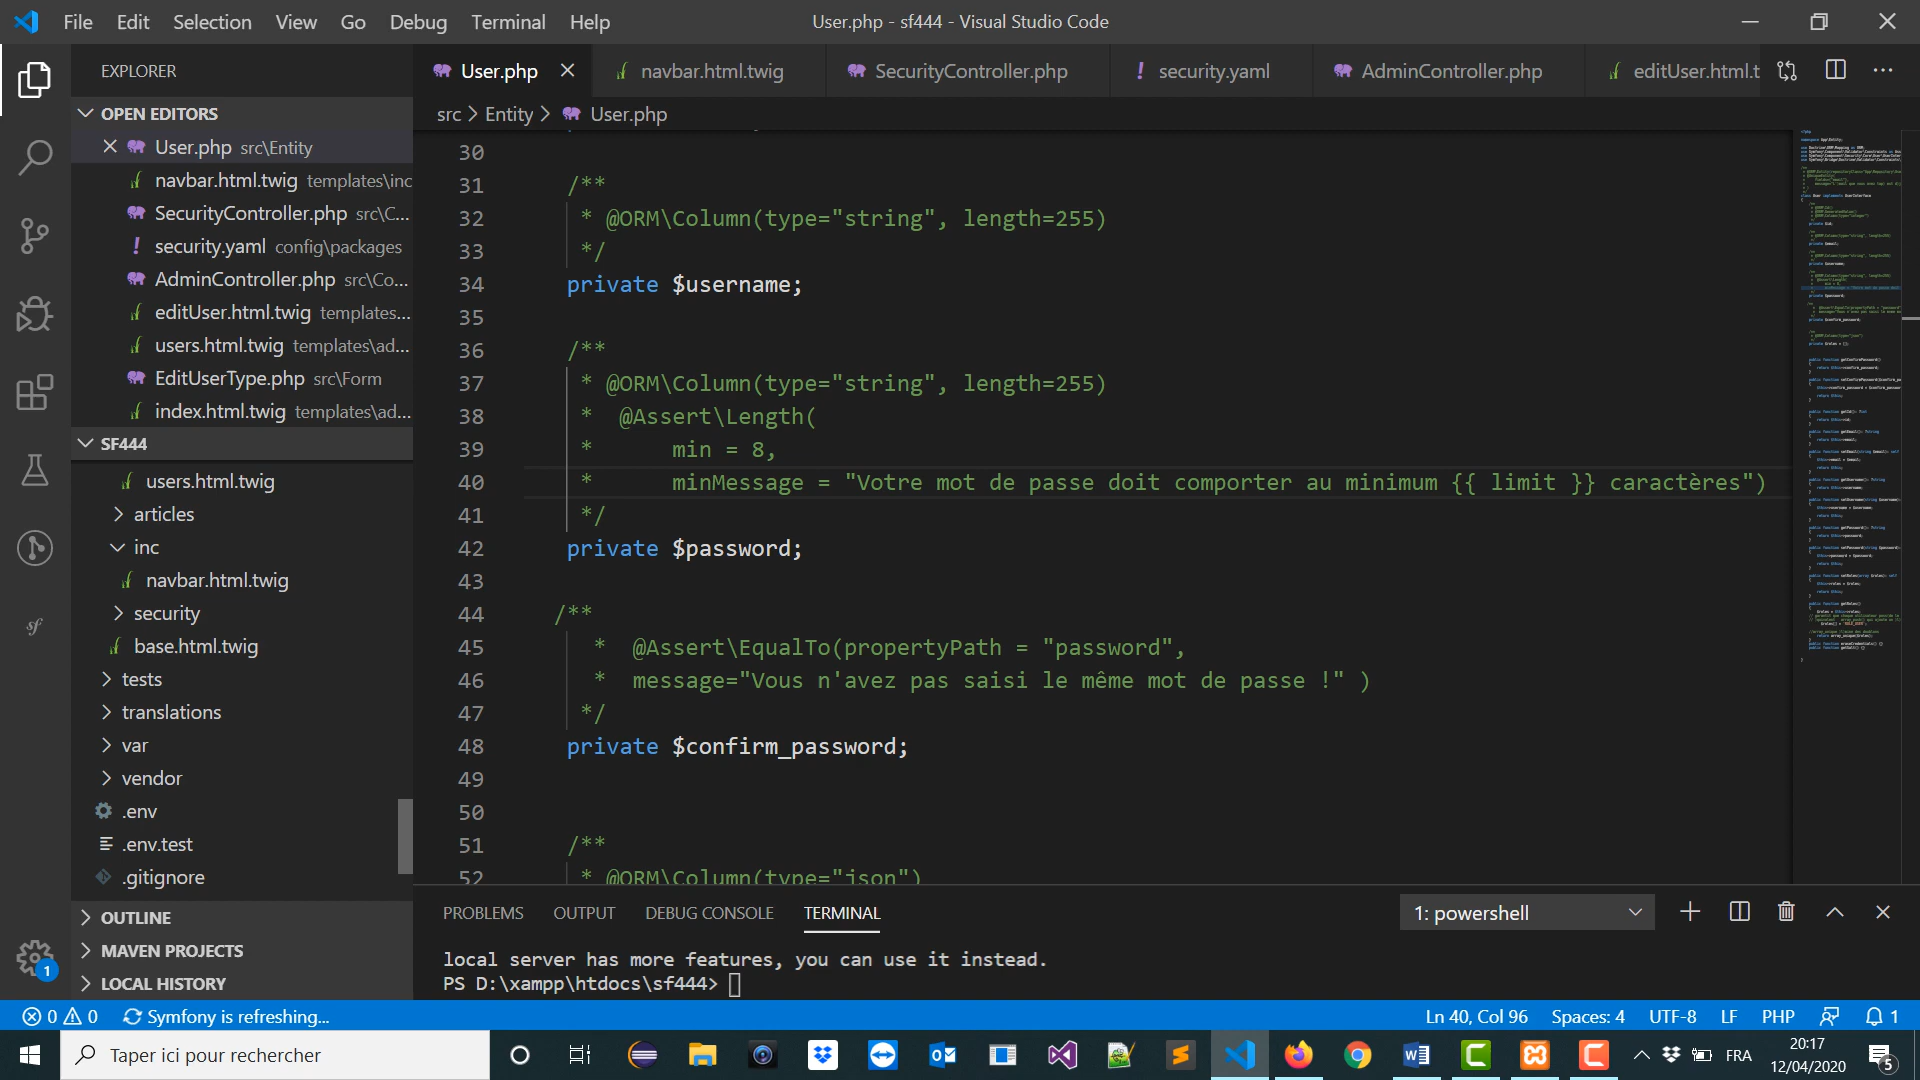 File Edit Selection View Go Debug Terminal Help
User.php - sf444 - Visual Studio Code
EXPLORER
User.php
navbar.html.twig
SecurityController.php
security.yaml
AdminController.php
editUser.html.t
OPEN EDITORS
src > Entity > User.php
User.php src\Entity
navbar.html.twig templates\inc
SecurityController.php src\C...
security.yaml config\packages
AdminController.php src\Co...
editUser.html.twig templates...
users.html.twig templates\ad...
EditUserType.php src\Form
index.html.twig templates\ad...
SF444
users.html.twig
articles
inc
navbar.html.twig
security
base.html.twig
tests
translations
var
vendor
.env
.env.test
.gitignore
OUTLINE
MAVEN PROJECTS
LOCAL HISTORY
30
31 /**
32 * @ORM\Column(type="string", length=255)
33 */
34 private $username;
35
36 /**
37 * @ORM\Column(type="string", length=255)
38 * @Assert\Length(
39 * min = 8,
40 * minMessage = "Votre mot de passe doit comporter au minimum {{ limit }} caractères")
41 */
42 private $password;
43
44 /**
45 * @Assert\EqualTo(propertyPath = "password",
46 * message="Vous n'avez pas saisi le même mot de passe !" )
47 */
48 private $confirm_password;
49
50
51 /**
52 * @ORM\Column(type="json")
PROBLEMS OUTPUT DEBUG CONSOLE TERMINAL
1: powershell
local server has more features, you can use it instead.
PS D:\xampp\htdocs\sf444>
1
0 0 Symfony is refreshing...
Ln 40, Col 96 Spaces: 4 UTF-8 LF PHP 1
Taper ici pour rechercher
FRA
20:17
12/04/2020
5